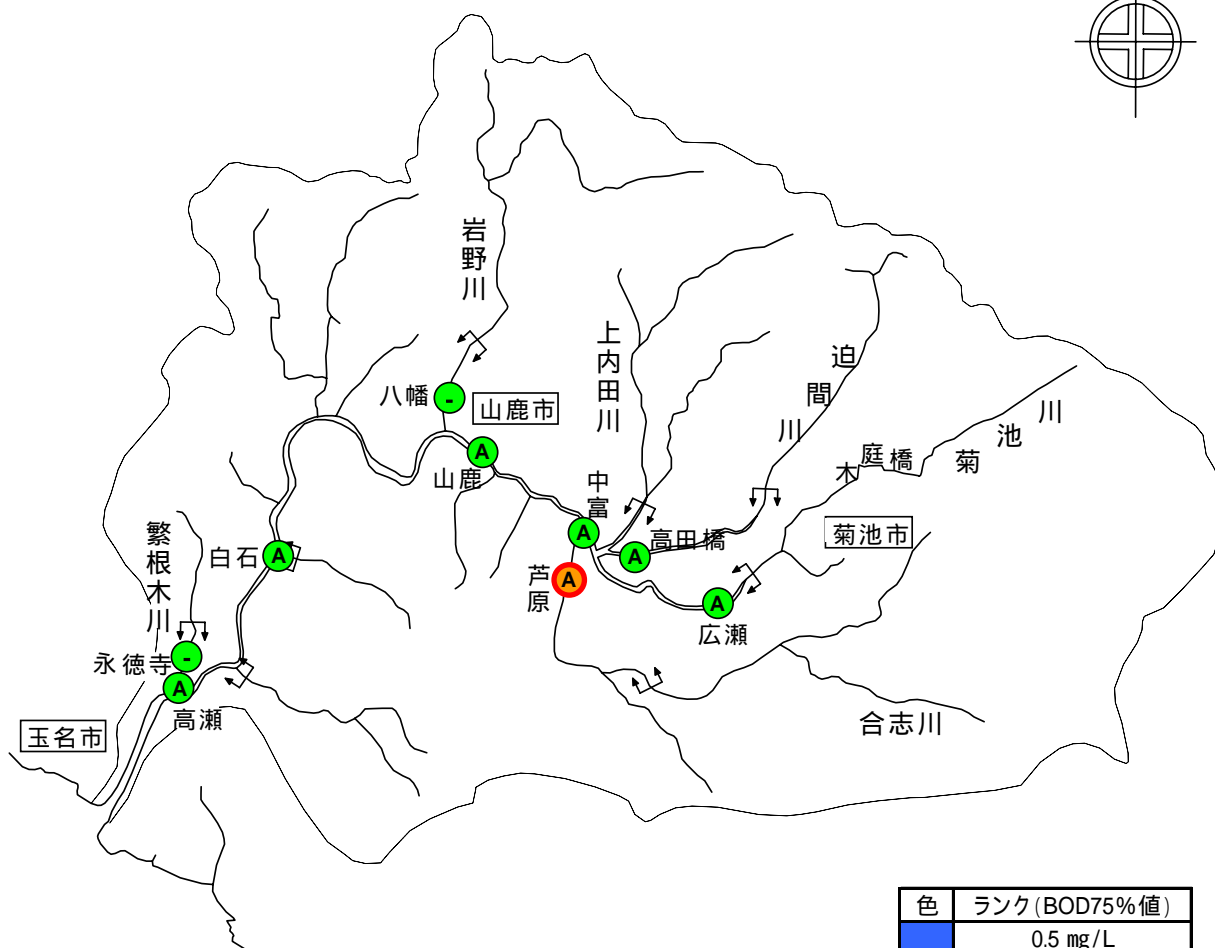 岩野川
上内田川
迫間川
菊池川
木庭橋
八幡
-
山鹿市
山鹿
A
中富
A
高田橋
A
菊池市
繁根木川
白石
A
芦原
A
A
広瀬
永徳寺
-
A
高瀬
合志川
玉名市
色 ランク(BOD75%値)
0.5 mg/L